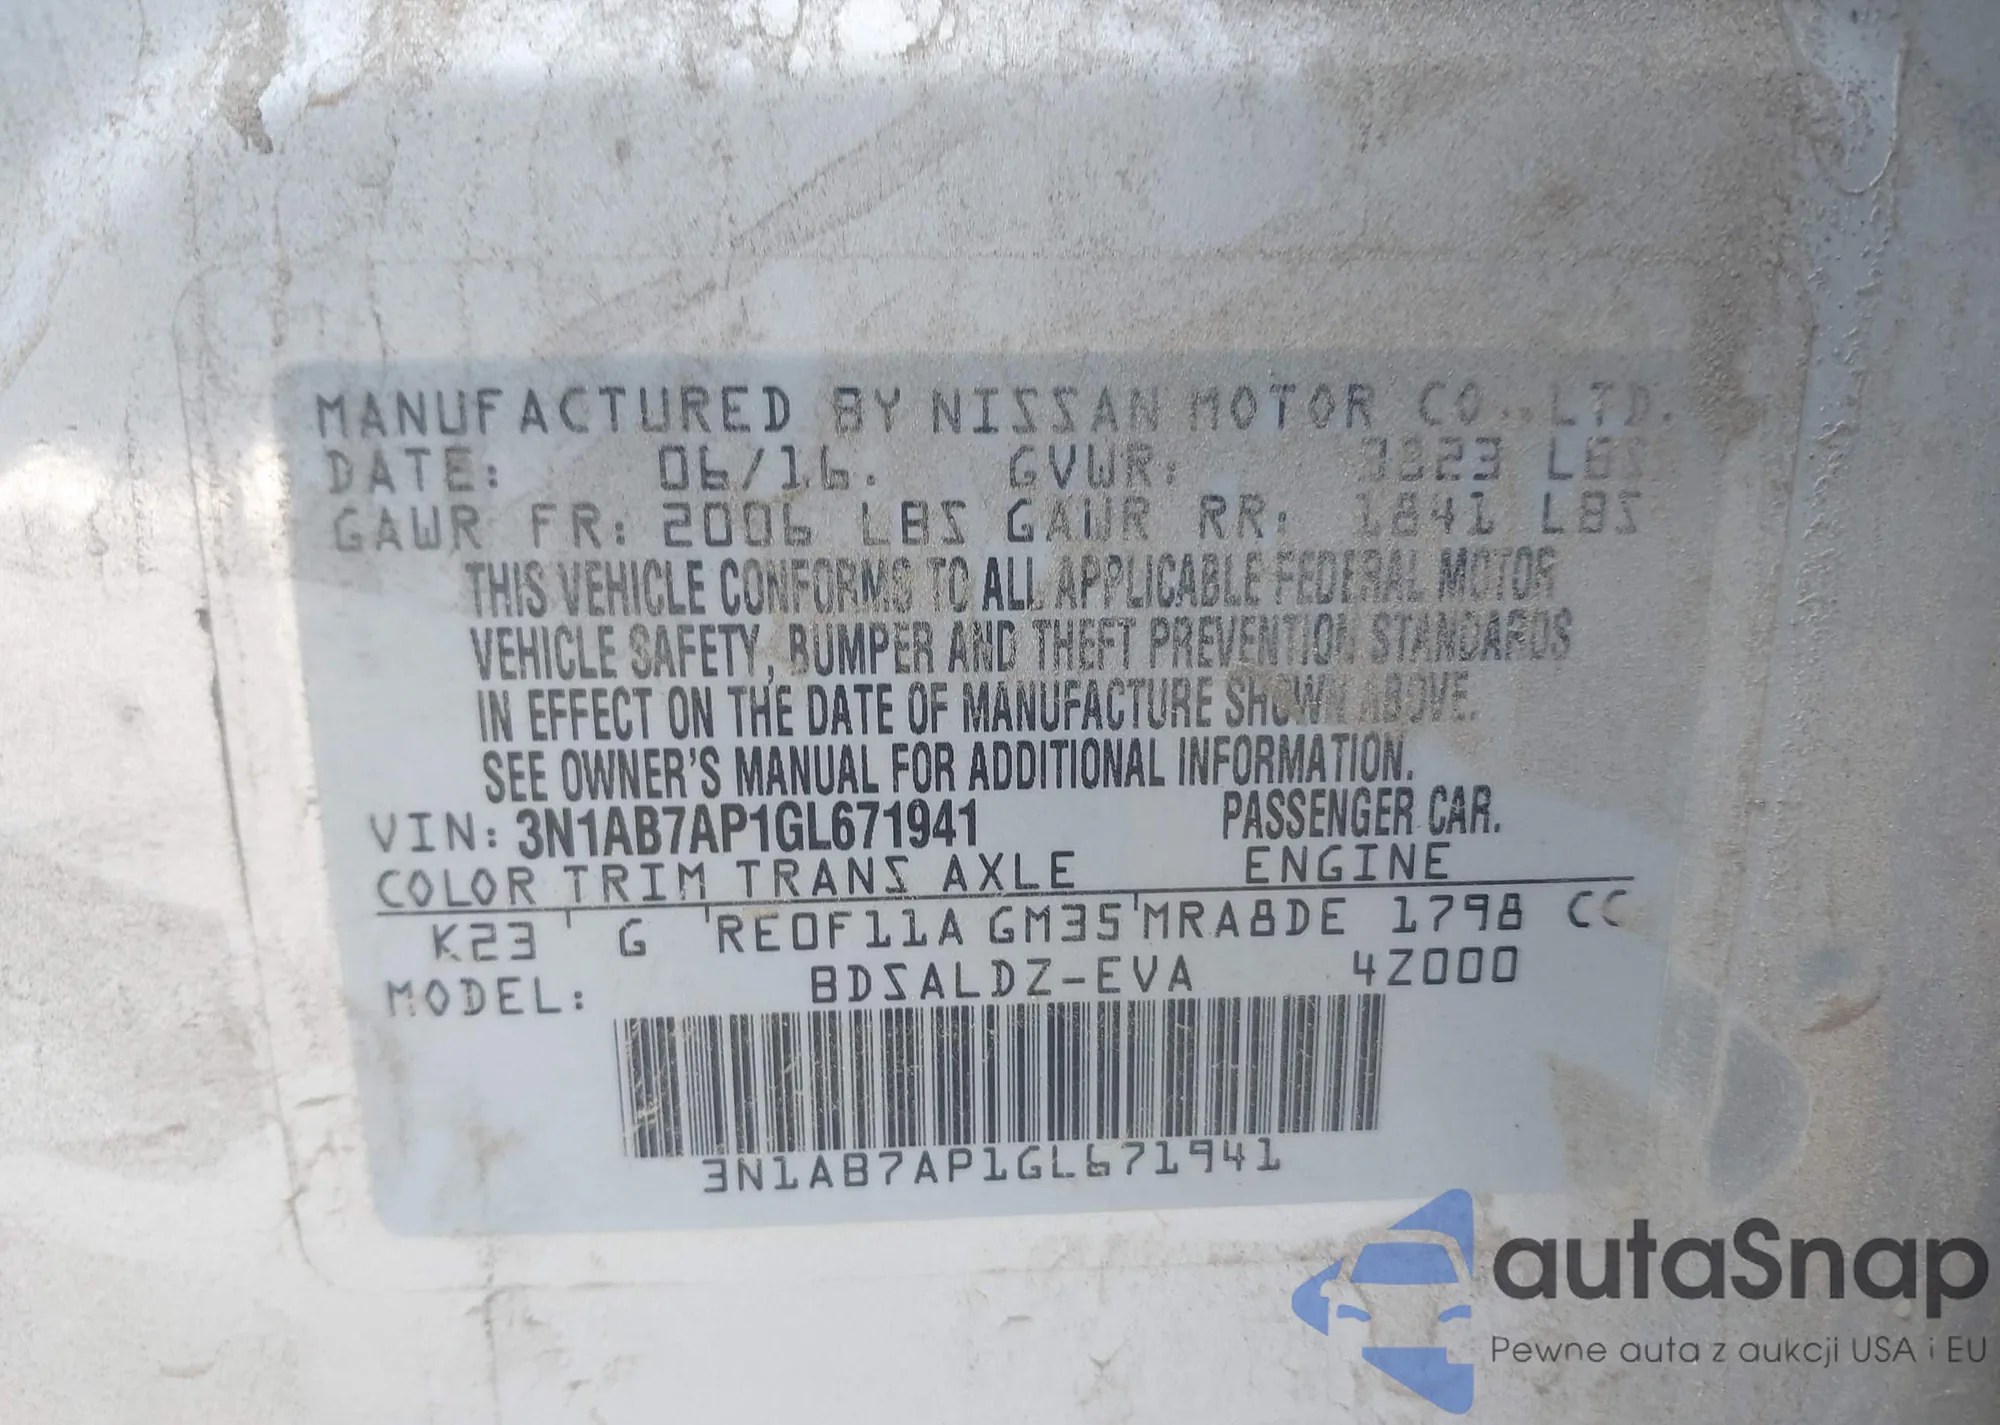 MANUFACTURED BY NISSAN MOTOR CO., LTD.
DATE: 06/16. GVWR: 3823 LBS
GAWR FR: 2006 LBS GAWR RR: 1841 LBS
THIS VEHICLE CONFORMS TO ALL APPLICABLE FEDERAL MOTOR
VEHICLE SAFETY, BUMPER AND THEFT PREVENTION STANDARDS
IN EFFECT ON THE DATE OF MANUFACTURE SHOWN ABOVE.
SEE OWNER'S MANUAL FOR ADDITIONAL INFORMATION.
VIN: 3N1AB7AP1GL671941 PASSENGER CAR.
COLOR TRIM TRANS AXLE ENGINE
K23 G RE0F11A GM35 MRA8DE 1798 CC
MODEL: BDSALDZ-EVA 4Z000
3N1AB7AP1GL671941
autaSnap
Pewne auta z aukcji USA i EU